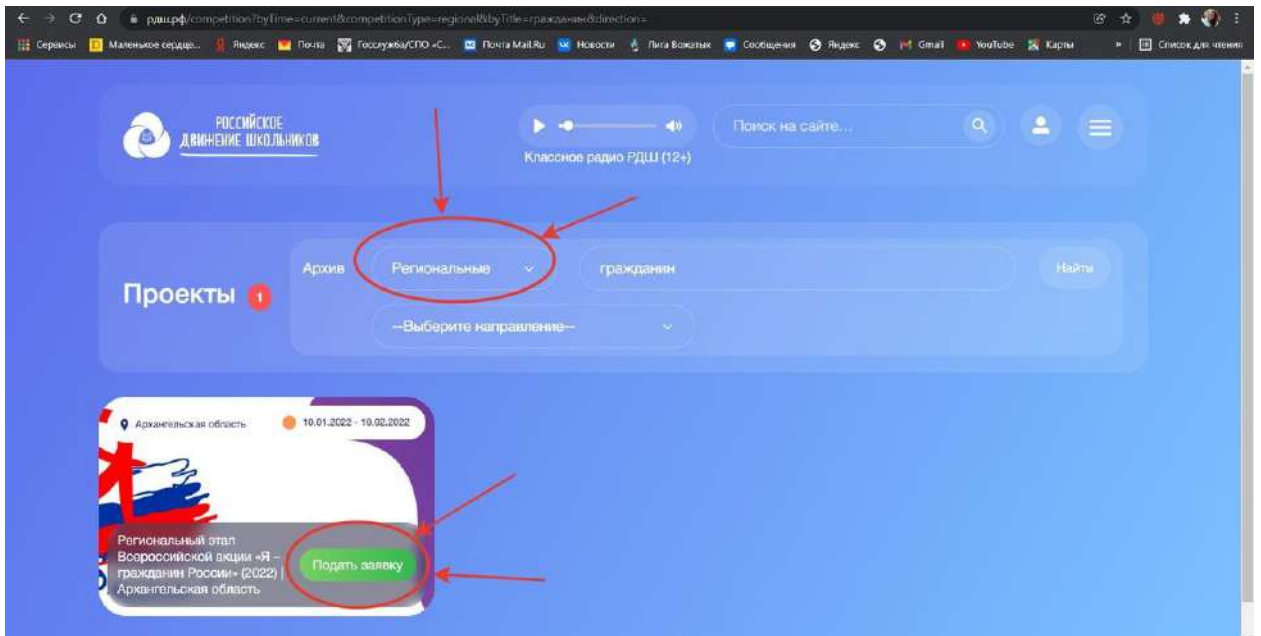 рдш.рф/competition?byTime=current&competitionType=regional&byTitle=гражданин&direction=
Сервисы Маленькое сердце... Яндекс Почта Госслужба/СПО «С... Почта Mail.Ru Новости Лига Вожатых Сообщения Яндекс Gmail YouTube Карты » Список для чтения
РОССИЙСКОЕ
ДВИЖЕНИЕ ШКОЛЬНИКОВ
Поиск на сайте...
Классное радио РДШ (12+)
Проекты 1
Архив Региональные гражданин Найти
--Выберите направление--
Архангельская область 10.01.2022 - 10.02.2022
Региональный этап
Всероссийской акции «Я –
гражданин России» (2022) |
Архангельская область
Подать заявку